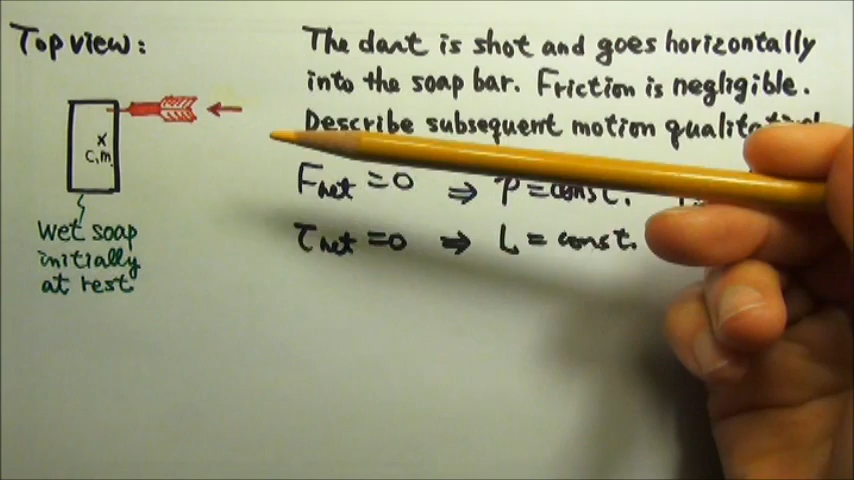 Top view:
The dart is shot and goes horizontally
into the soap bar. Friction is negligible.
Describe subsequent motion
x
c.m.
Fnet = 0 ⇒ p = const.
τnet = 0 ⇒ L = const.
wet soap
initially
at rest